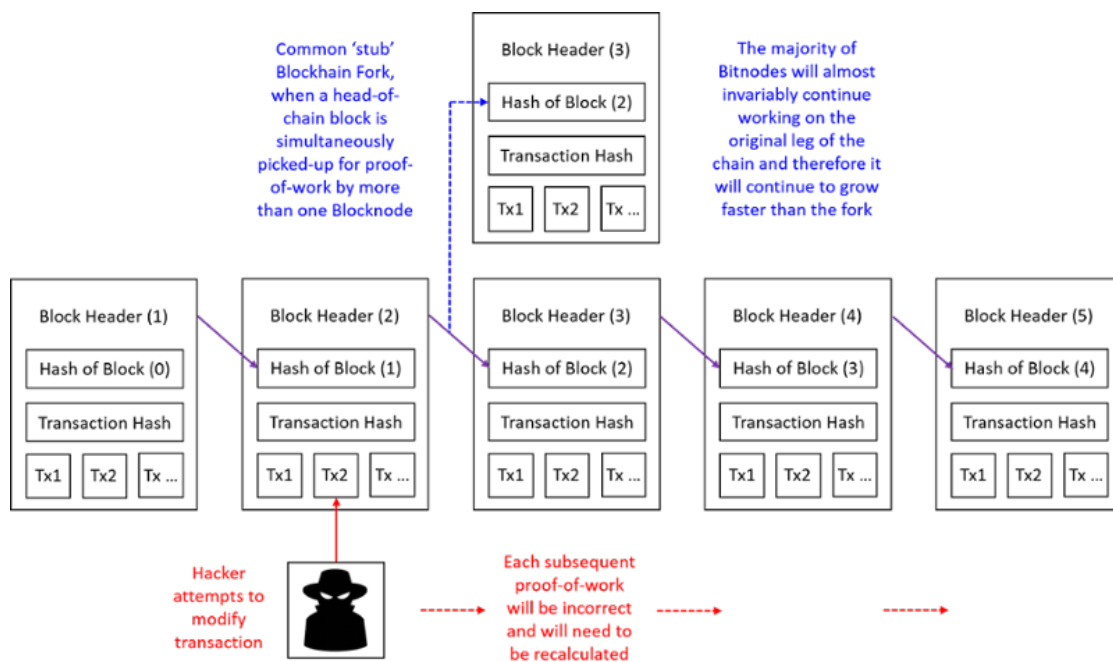 Common ‘stub’
Blockhain Fork,
when a head-of-
chain block is
simultaneously
picked-up for proof-
of-work by more
than one Blocknode
Block Header (3)
Hash of Block (2)
Transaction Hash
Tx1 Tx2 Tx ...
The majority of
Bitnodes will almost
invariably continue
working on the
original leg of the
chain and therefore it
will continue to grow
faster than the fork
Block Header (1)
Hash of Block (0)
Transaction Hash
Tx1 Tx2 Tx ...
Block Header (2)
Hash of Block (1)
Transaction Hash
Tx1 Tx2 Tx ...
Block Header (3)
Hash of Block (2)
Transaction Hash
Tx1 Tx2 Tx ...
Block Header (4)
Hash of Block (3)
Transaction Hash
Tx1 Tx2 Tx ...
Block Header (5)
Hash of Block (4)
Transaction Hash
Tx1 Tx2 Tx ...
Hacker
attempts to
modify
transaction
Each subsequent
proof-of-work
will be incorrect
and will need to
be recalculated